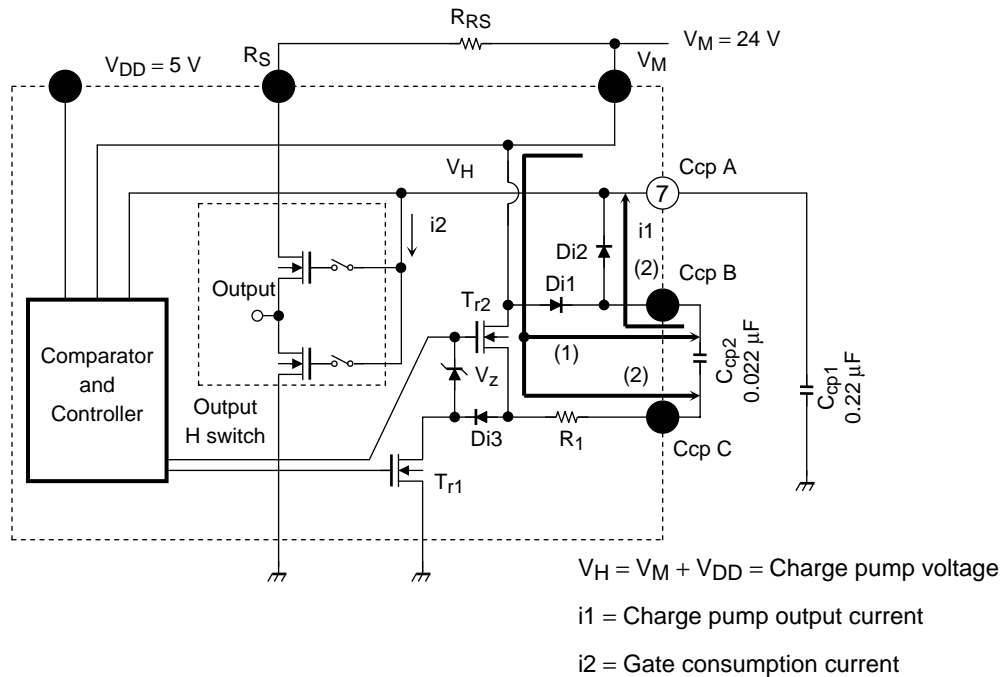 R_RS
V_M = 24 V
V_DD = 5 V
R_S
V_M
V_H
Ccp A
7
i2
i1
Di2
(2)
Ccp B
Di1
Output
T_r2
(1)
C_cp2
0.022 μF
C_cp1
0.22 μF
Comparator
and
Controller
V_Z
(2)
Output
H switch
Di3
R_1
Ccp C
T_r1
V_H = V_M + V_DD = Charge pump voltage
i1 = Charge pump output current
i2 = Gate consumption current